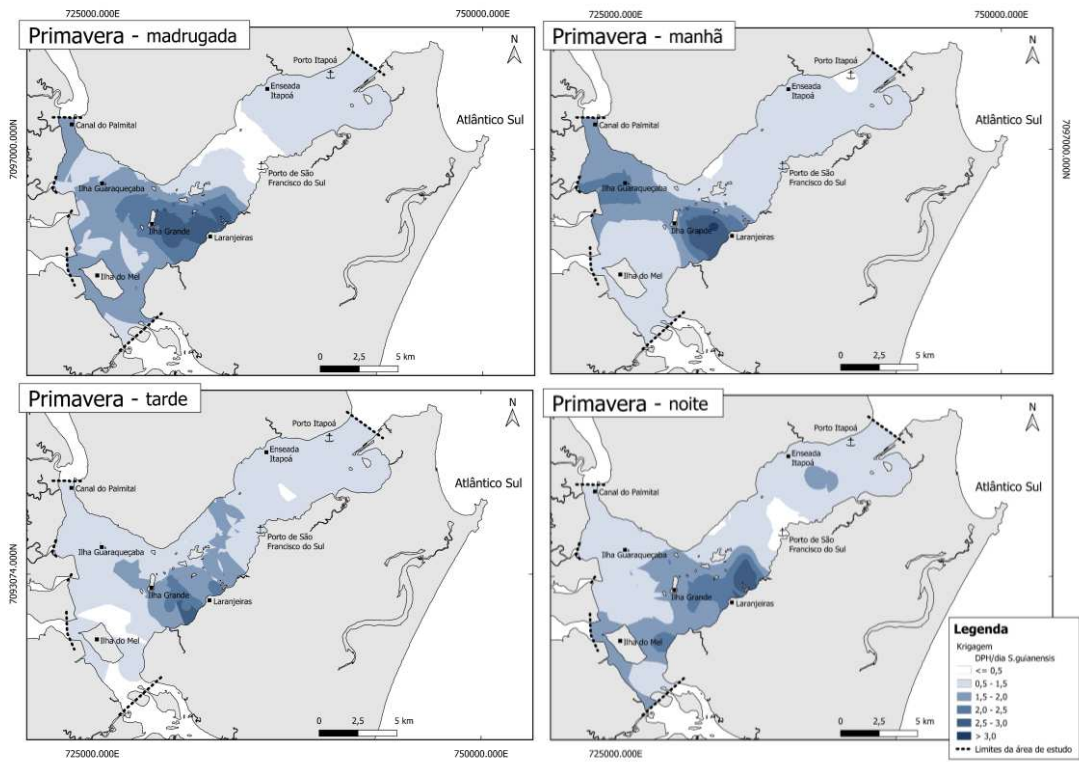 725000.000E
750000.000E
725000.000E
750000.000E
Primavera - madrugada
N
Porto Itapoá
Enseada
Itapoá
Canal do Palmital
Atlântico Sul
7097000.000N
Porto de São
Francisco do Sul
Ilha Guaraqueçaba
Ilha Grande
Laranjeiras
Ilha do Mel
0 2,5 5 km
Primavera - manhã
N
Porto Itapoá
Enseada
Itapoá
Canal do Palmital
Atlântico Sul
7097000.000N
Porto de São
Francisco do Sul
Ilha Guaraqueçaba
Ilha Grande
Laranjeiras
Ilha do Mel
0 2,5 5 km
Primavera - tarde
N
Porto Itapoá
Enseada
Itapoá
Canal do Palmital
Atlântico Sul
Porto de São
Francisco do Sul
Ilha Guaraqueçaba
7093074.000N
Ilha Grande
Laranjeiras
Ilha do Mel
0 2,5 5 km
Primavera - noite
N
Porto Itapoá
Enseada
Itapoá
Canal do Palmital
Atlântico Sul
Porto de São
Francisco do Sul
Ilha Guaraqueçaba
Ilha Grande
Laranjeiras
Ilha do Mel
0 2,5 5 km
Legenda
Krigagem
DPH/dia S.guianensis
<= 0,5
0,5 - 1,5
1,5 - 2,0
2,0 - 2,5
2,5 - 3,0
> 3,0
Limites da área de estudo
725000.000E
750000.000E
725000.000E